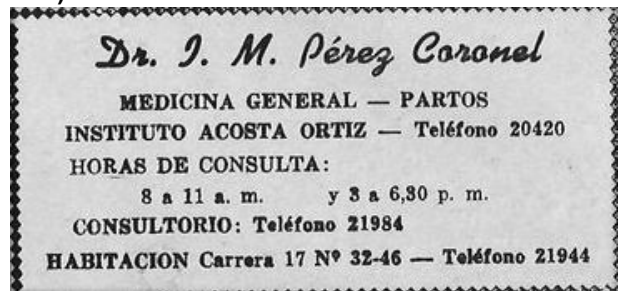 Dr. I. M. Pérez Coronel
MEDICINA GENERAL — PARTOS
INSTITUTO ACOSTA ORTIZ — Teléfono 20420
HORAS DE CONSULTA:
8 a 11 a. m. y 3 a 6,30 p. m.
CONSULTORIO: Teléfono 21984
HABITACION Carrera 17 Nº 32-46 — Teléfono 21944